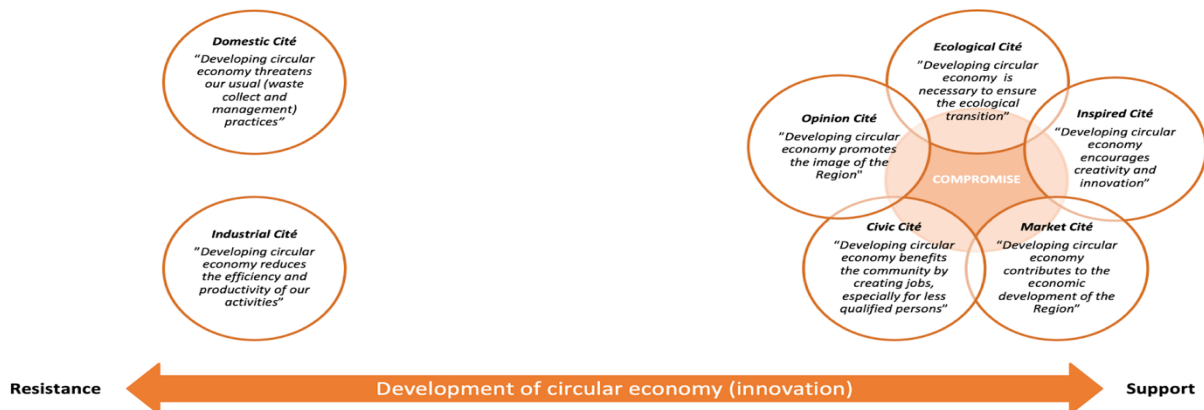 Domestic Cité
“Developing circular
economy threatens
our usual (waste
collect and
management)
practices”
Industrial Cité
”Developing circular
economy reduces
the efficiency and
productivity of our
activities”
Ecological Cité
”Developing circular
economy is
necessary to ensure
the ecological
transition”
Opinion Cité
“Developing circular
economy promotes
the image of the
Region"
Inspired Cité
“Developing circular
economy
encourages
creativity and
innovation”
COMPROMISE
Civic Cité
“Developing circular
economy benefits
the community by
creating jobs,
especially for less
qualified persons”
Market Cité
“Developing circular
economy
contributes to the
economic
development of the
Region”
Resistance
Development of circular economy (innovation)
Support